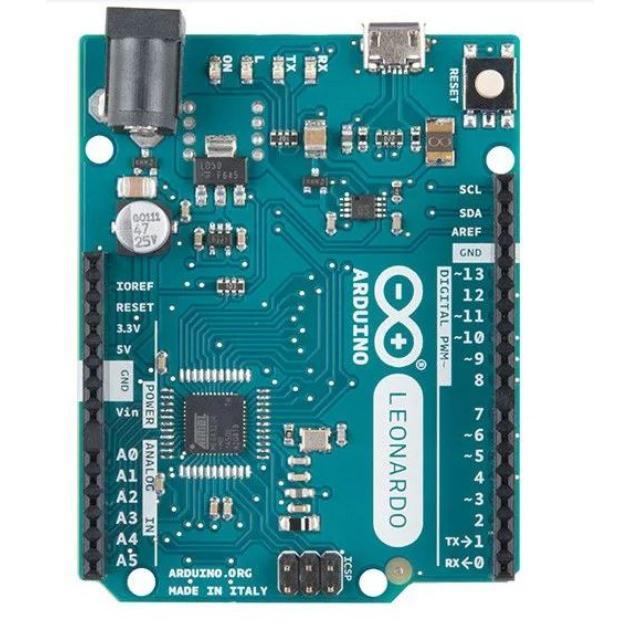 ON
L
TX
RX
RESET
47
25V
SCL
SDA
AREF
GND
IOREF
RESET
3.3V
5V
GND
Vin
POWER
A0
A1
A2
A3
A4
A5
ANALOG IN
ARDUINO
LEONARDO
DIGITAL PWM~
~13
12
~11
~10
~9
8
7
~6
~5
4
~3
2
TX→1
RX←0
ARDUINO.ORG
MADE IN ITALY
ICSP